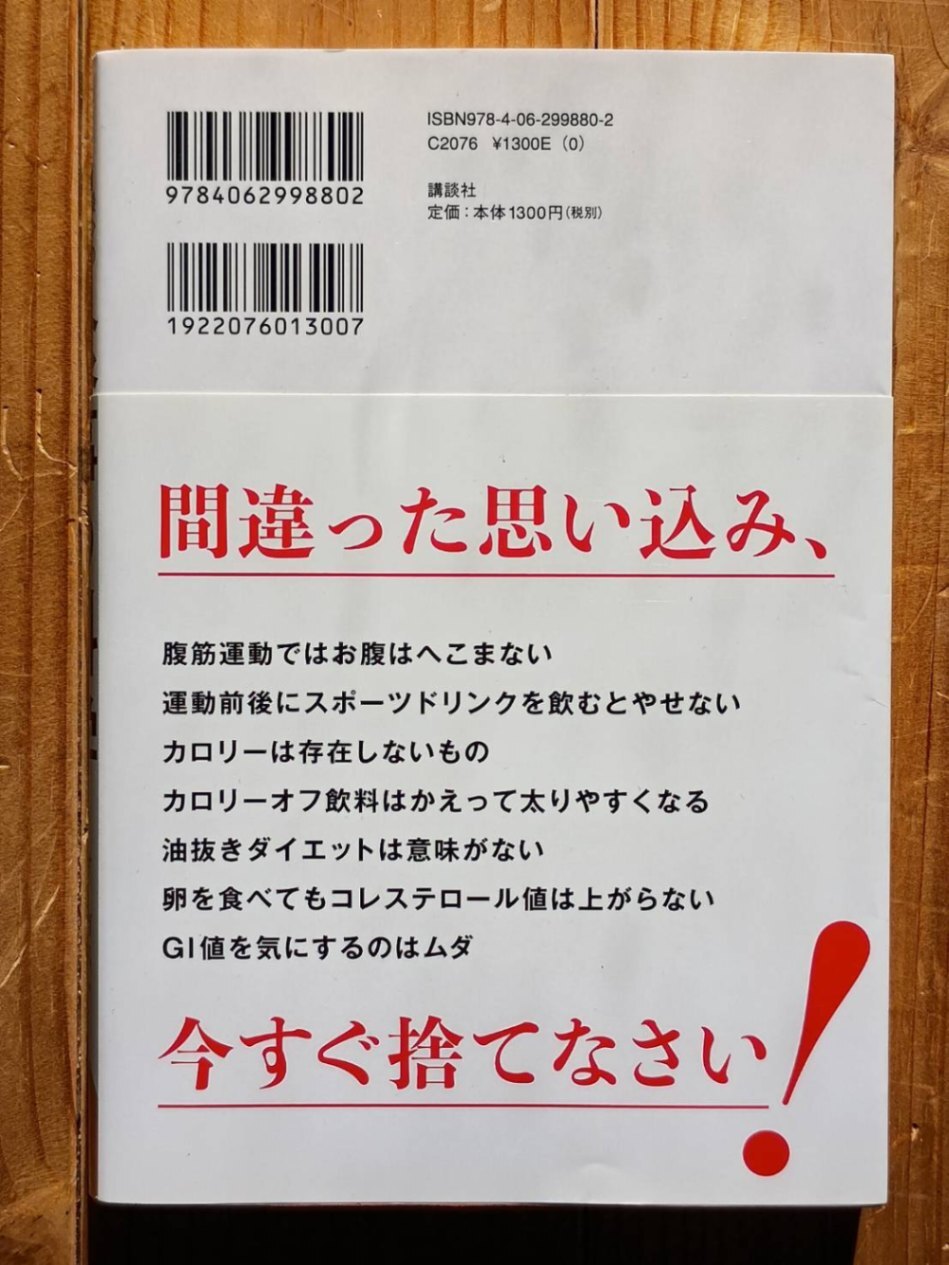 9784062998802
ISBN978-4-06-299880-2
C2076 ¥1300E (0)
講談社
定価：本体1300円（税別）
1922076013007
間違った思い込み、
腹筋運動ではお腹はへこまない
運動前後にスポーツドリンクを飲むとやせない
カロリーは存在しないもの
カロリーオフ飲料はかえって太りやすくなる
油抜きダイエットは意味がない
卵を食べてもコレステロール値は上がらない
GI値を気にするのはムダ
今すぐ捨てなさい！